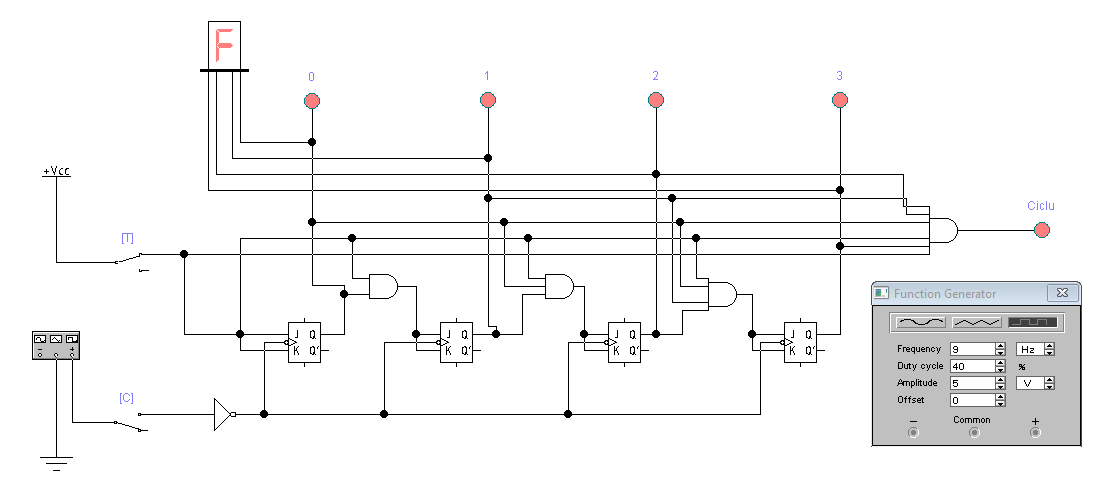 F
0
1
2
3
+Vcc
Ciclu
[T]
J Q
K Q'
J Q
K Q'
J Q
K Q'
J Q
K Q'
[C]
− +
Function Generator
Frequency 9 Hz
Duty cycle 40 %
Amplitude 5 V
Offset 0
− Common +